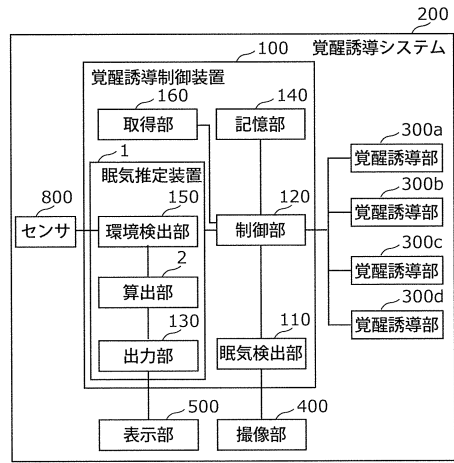 200
覚醒誘導システム
100
覚醒誘導制御装置
160
取得部
140
記憶部
1
眠気推定装置
300a
覚醒誘導部
800
センサ
150
環境検出部
120
制御部
300b
覚醒誘導部
2
算出部
300c
覚醒誘導部
130
出力部
110
眠気検出部
300d
覚醒誘導部
500
表示部
400
撮像部